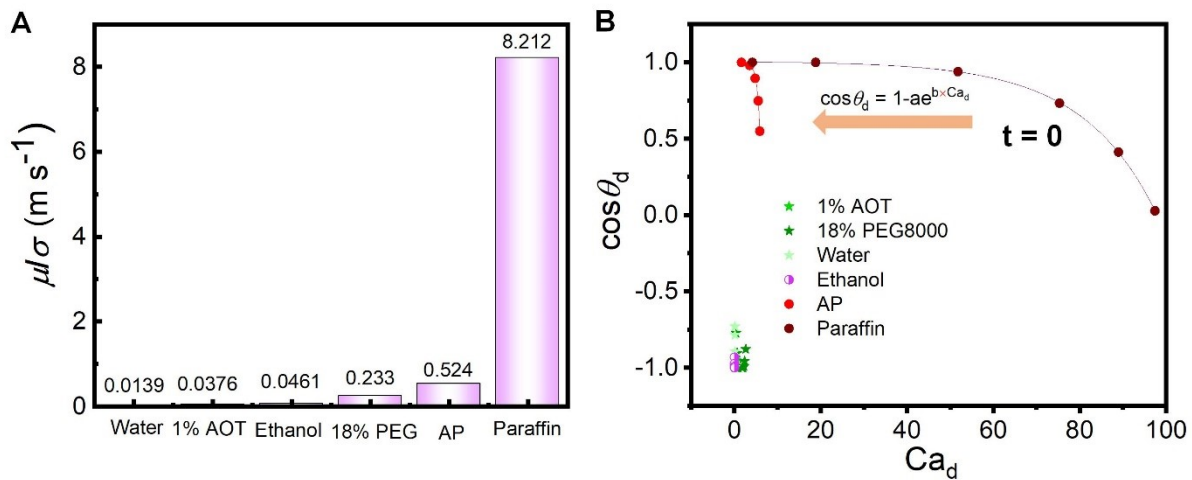 A
μ/σ (m s⁻¹)
8
6
4
2
0
0.0139
0.0376
0.0461
0.233
0.524
8.212
Water
1% AOT
Ethanol
18% PEG
AP
Paraffin
B
cosθd
1.0
0.5
0.0
-0.5
-1.0
cosθd = 1-ae^b×Cad
t = 0
1% AOT
18% PEG8000
Water
Ethanol
AP
Paraffin
0 20 40 60 80 100
Cad